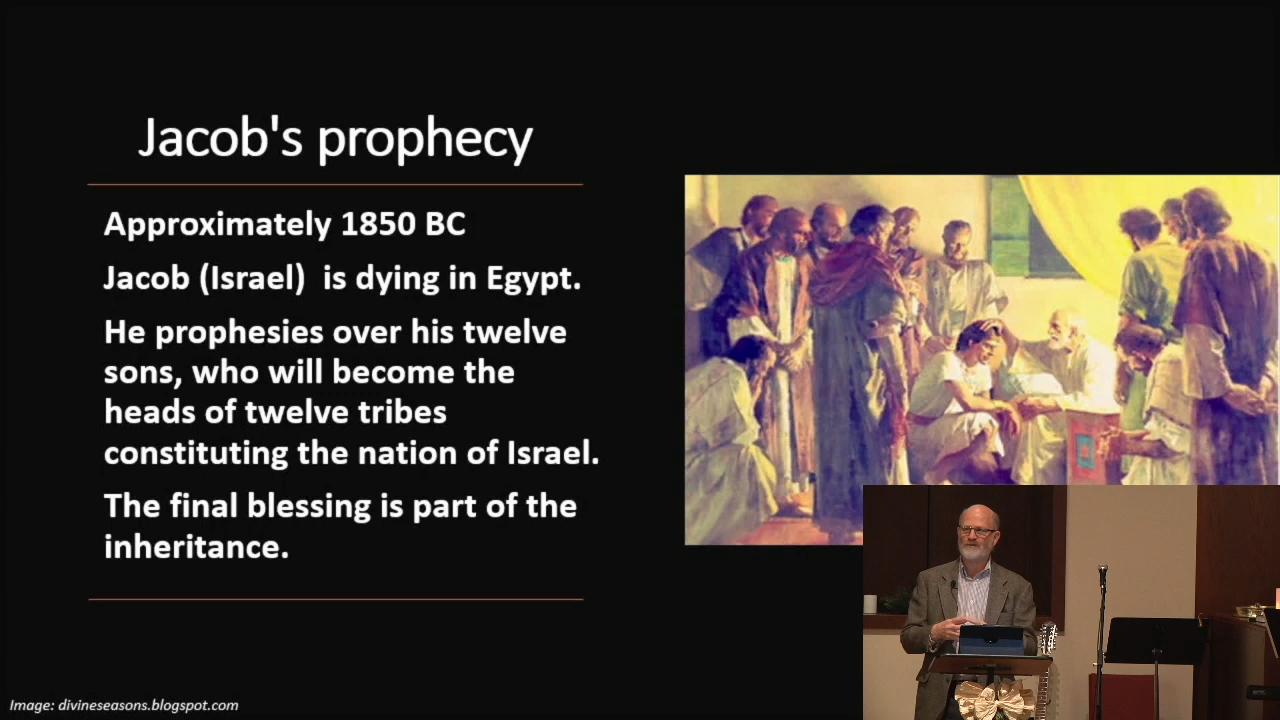 Jacob's prophecy
Approximately 1850 BC
Jacob (Israel)  is dying in Egypt.
He prophesies over his twelve
sons, who will become the
heads of twelve tribes
constituting the nation of Israel.
The final blessing is part of the
inheritance.
Image: divineseasons.blogspot.com